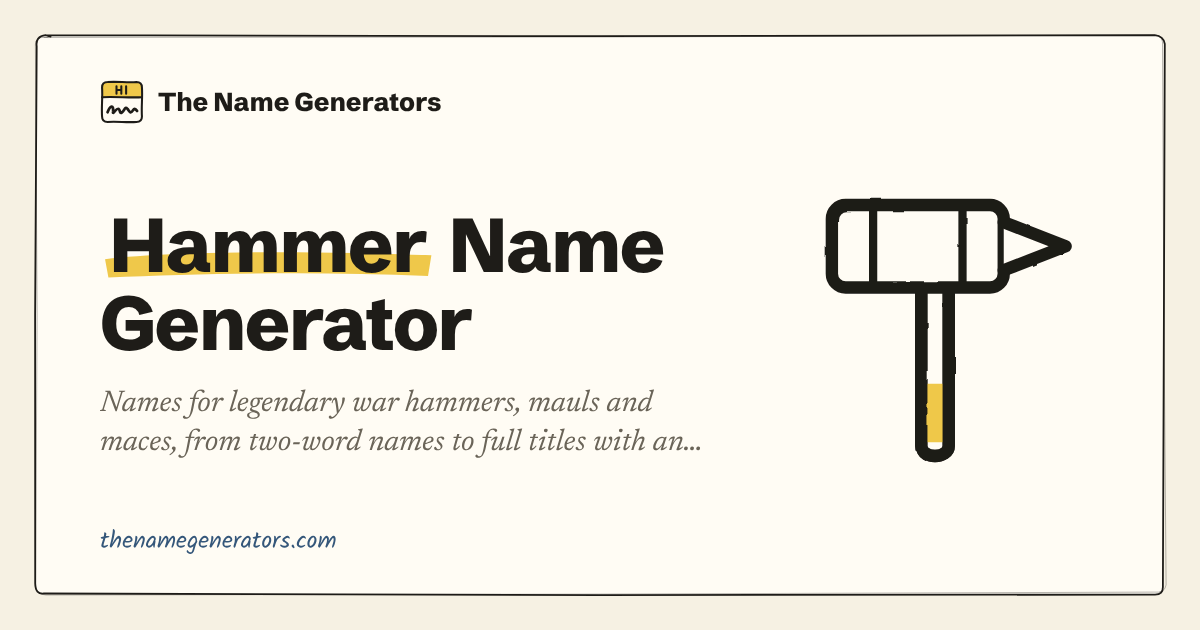 HI
The Name Generators
Hammer Name
Generator
Names for legendary war hammers, mauls and
maces, from two-word names to full titles with an...
thenamegenerators.com